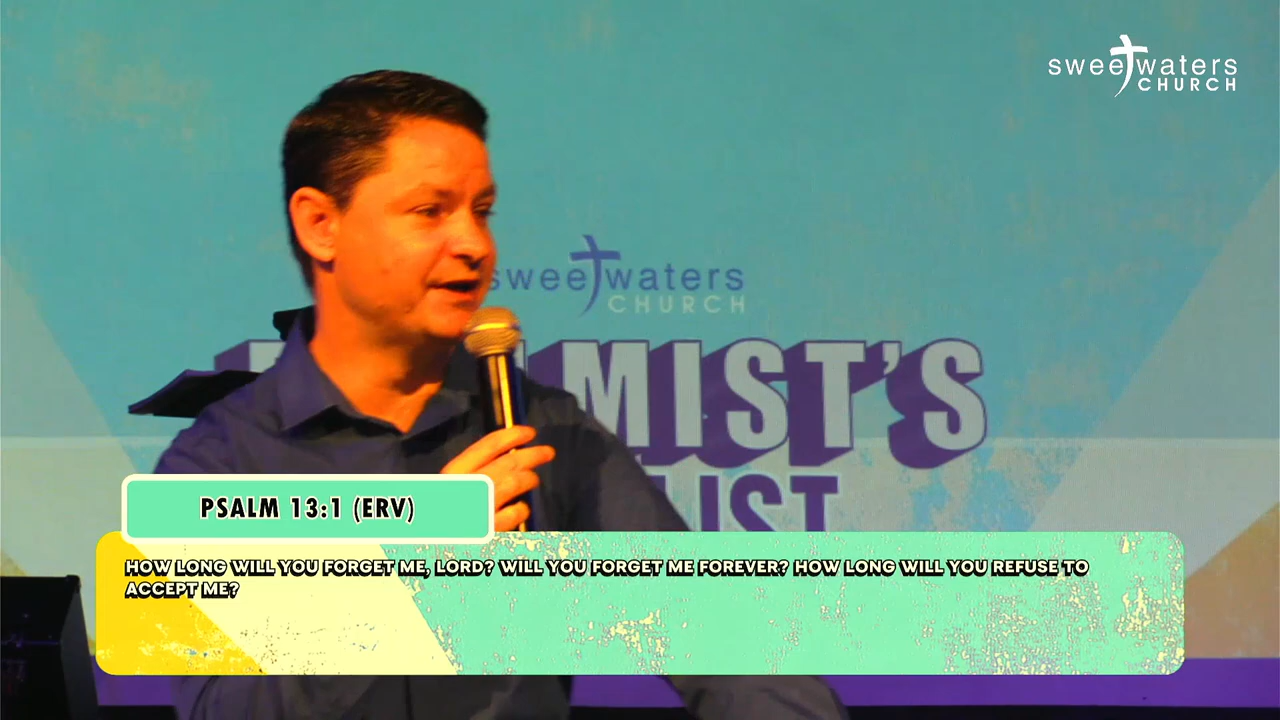 sweetwaters
CHURCH
sweetwaters
CHURCH
MIST'S
LIST
PSALM 13:1 (ERV)
HOW LONG WILL YOU FORGET ME, LORD? WILL YOU FORGET ME FOREVER? HOW LONG WILL YOU REFUSE TO
ACCEPT ME?